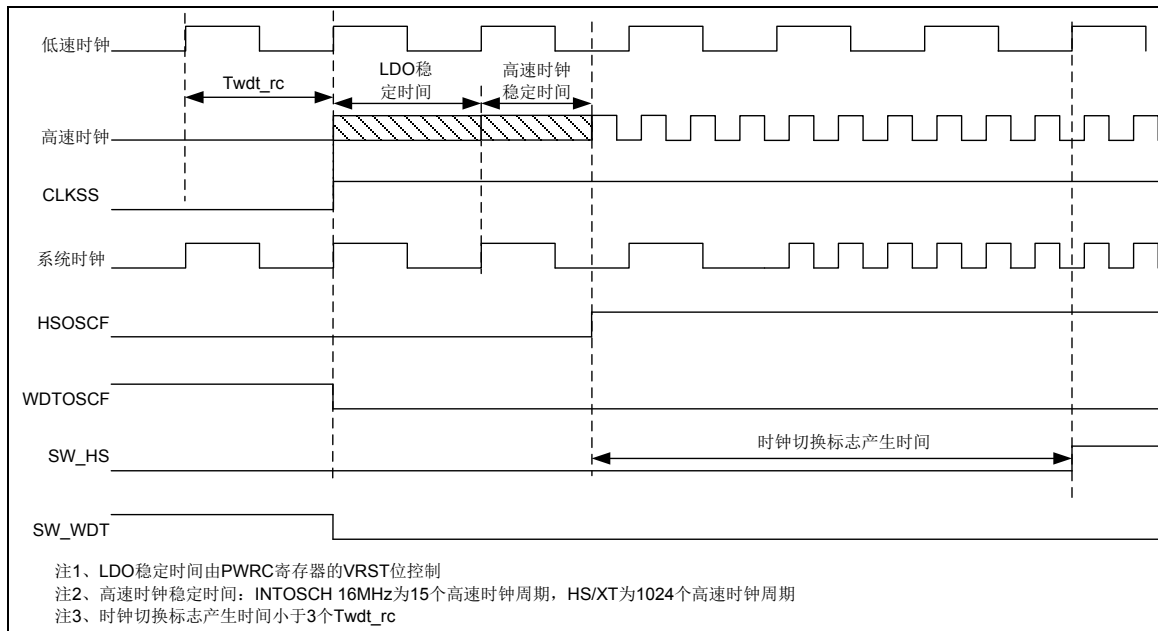 低速时钟
Twdt_rc
LDO稳
定时间
高速时钟
稳定时间
高速时钟
CLKSS
系统时钟
HSOSCF
WDTOSCF
时钟切换标志产生时间
SW_HS
SW_WDT
注1、LDO稳定时间由PWRC寄存器的VRST位控制
注2、高速时钟稳定时间：INTOSCH 16MHz为15个高速时钟周期，HS/XT为1024个高速时钟周期
注3、时钟切换标志产生时间小于3个Twdt_rc